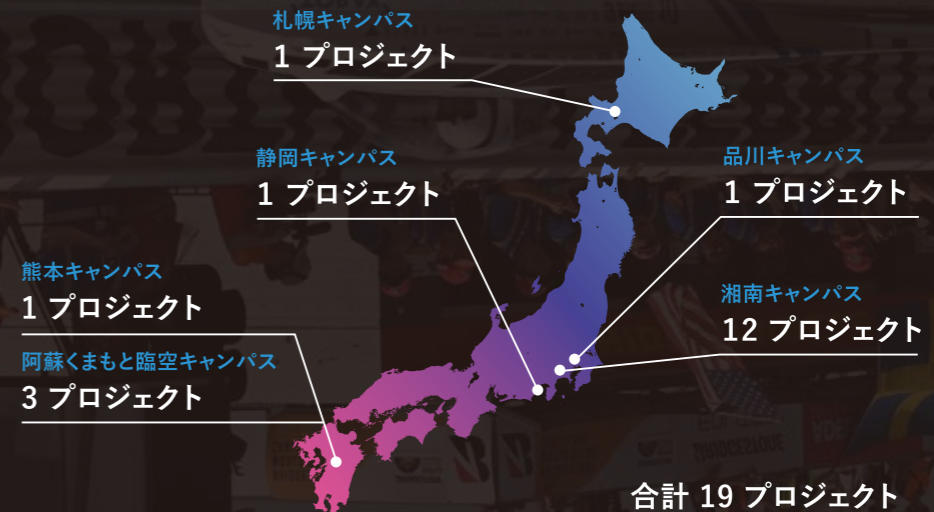 札幌キャンパス
1 プロジェクト
静岡キャンパス
1 プロジェクト
品川キャンパス
1 プロジェクト
熊本キャンパス
1 プロジェクト
湘南キャンパス
12 プロジェクト
阿蘇くまもと臨空キャンパス
3 プロジェクト
合計 19 プロジェクト